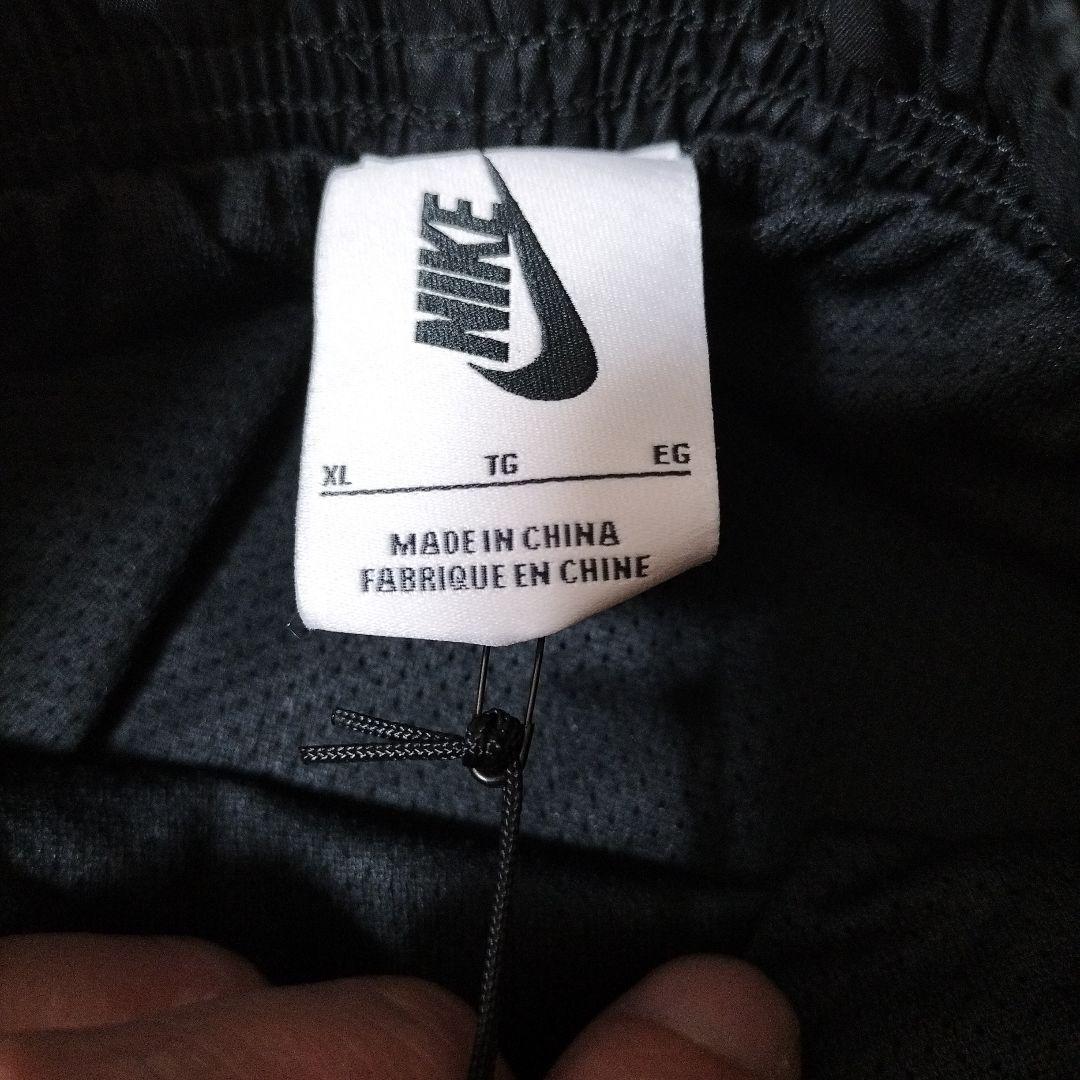 NIKE
XL TG EG
MADE IN CHINA
FABRIQUE EN CHINE